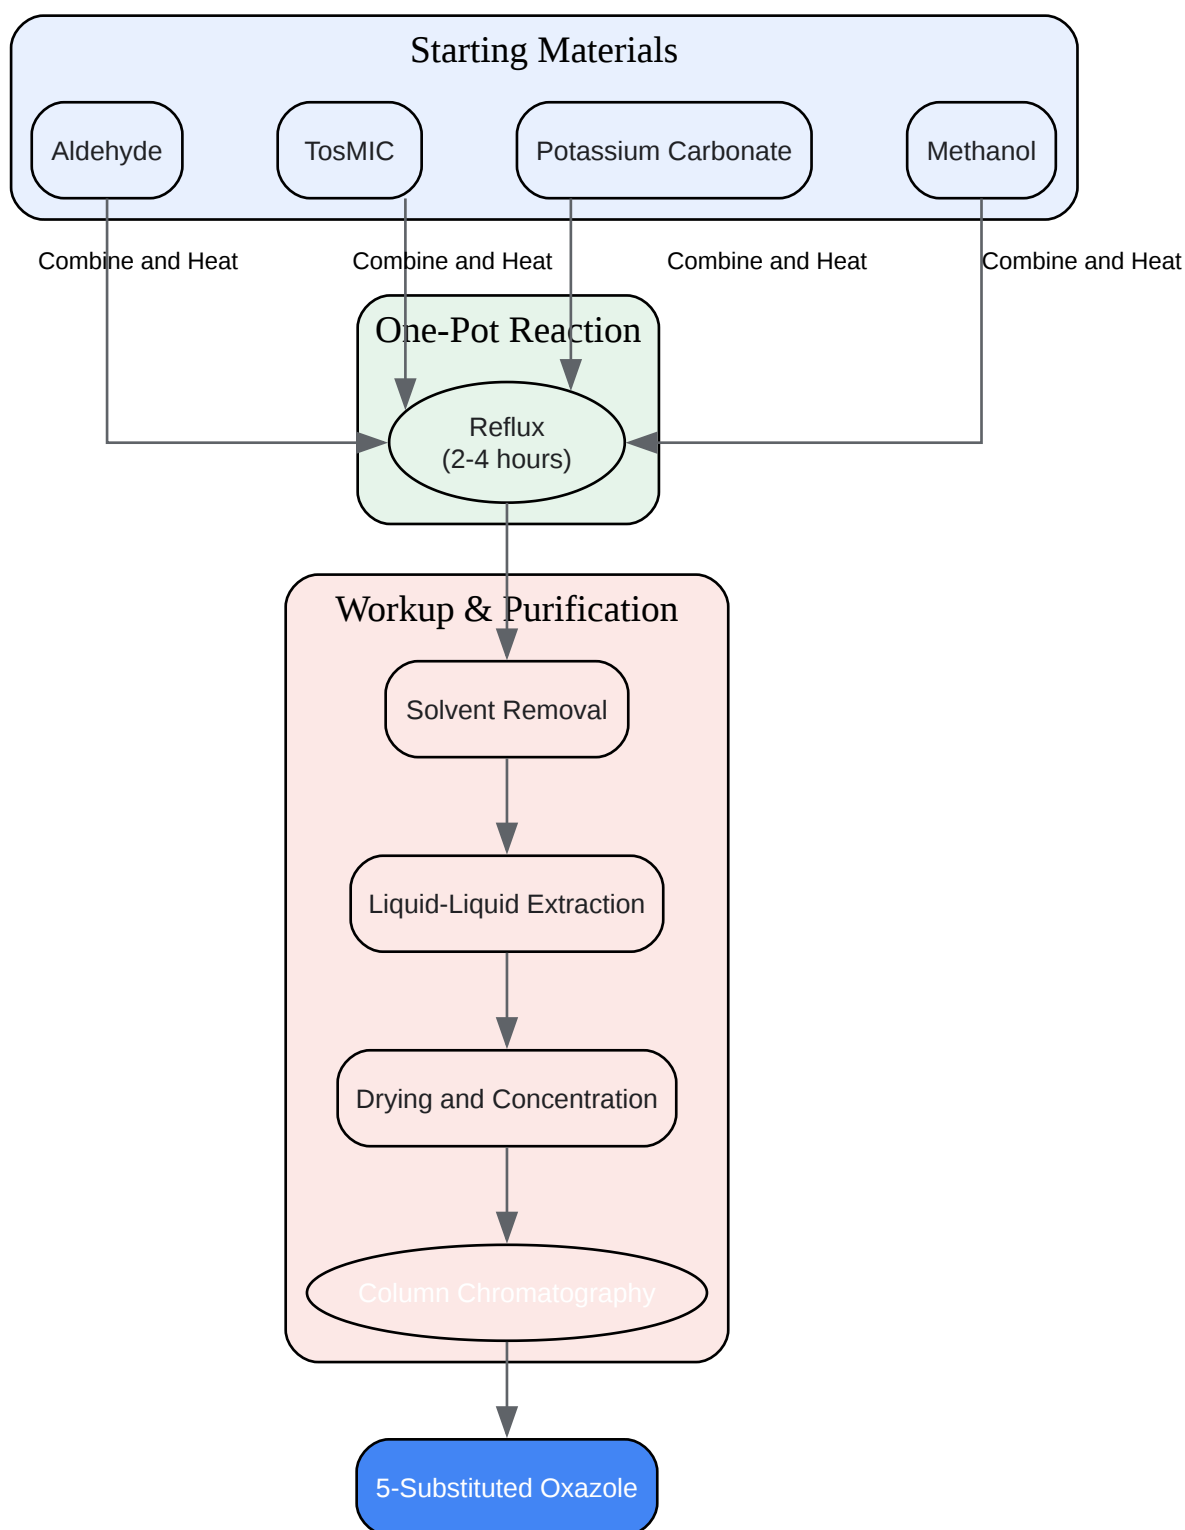 Starting Materials
Aldehyde
TosMIC
Potassium Carbonate
Methanol
Combine and Heat
Combine and Heat
Combine and Heat
Combine and Heat
One-Pot Reaction
Reflux
(2-4 hours)
Workup & Purification
Solvent Removal
Liquid-Liquid Extraction
Drying and Concentration
Column Chromatography
5-Substituted Oxazole